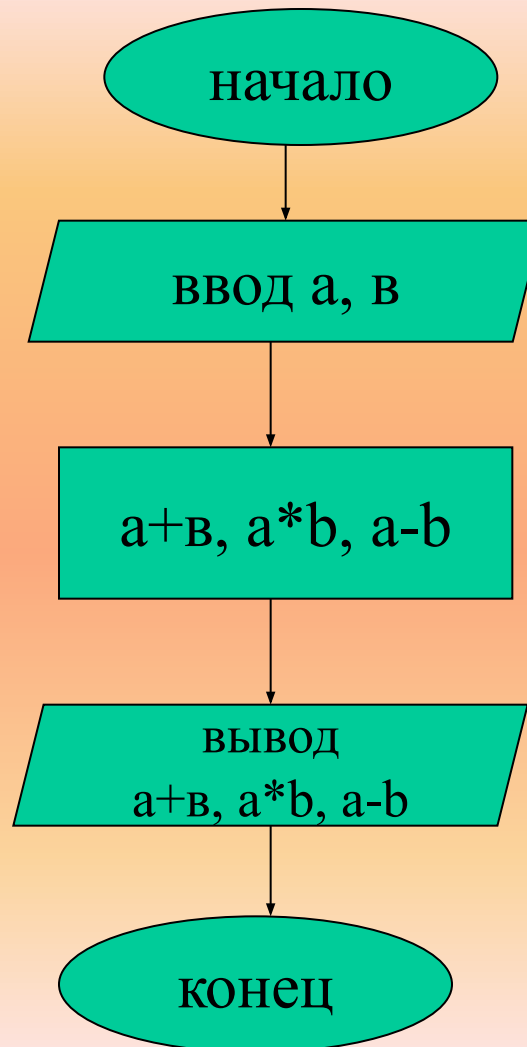 начало
ввод а, в
а+в, a*b, a-b
вывод
а+в, a*b, a-b
конец